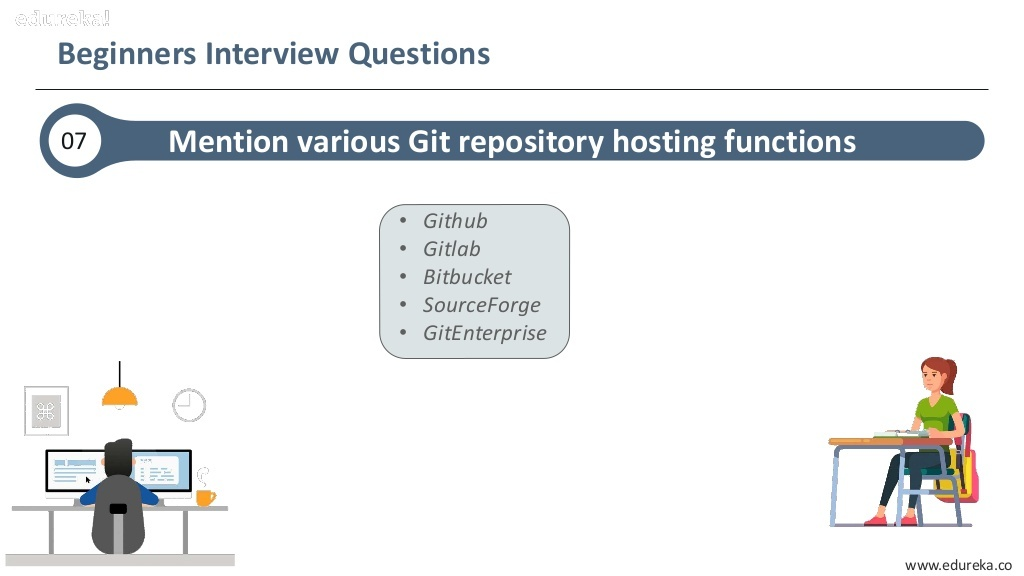 edureka!
Beginners Interview Questions
07
Mention various Git repository hosting functions
• Github
• Gitlab
• Bitbucket
• SourceForge
• GitEnterprise
www.edureka.co